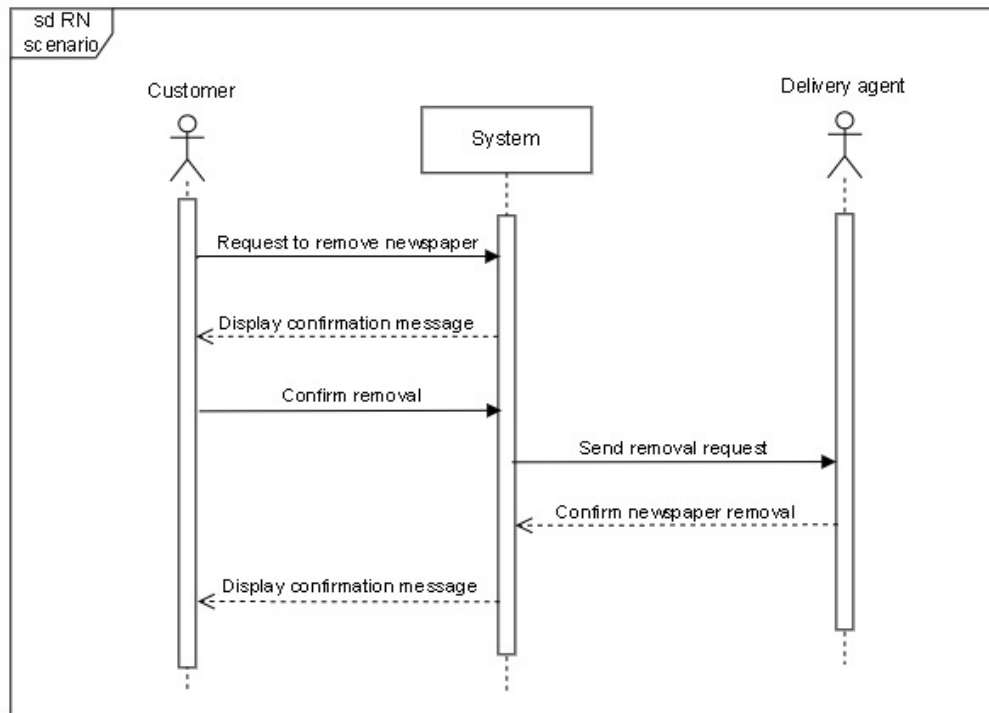 sd RN
scenario
Customer
System
Delivery agent
Request to remove newspaper
Display confirmation message
Confirm removal
Send removal request
Confirm newspaper removal
Display confirmation message